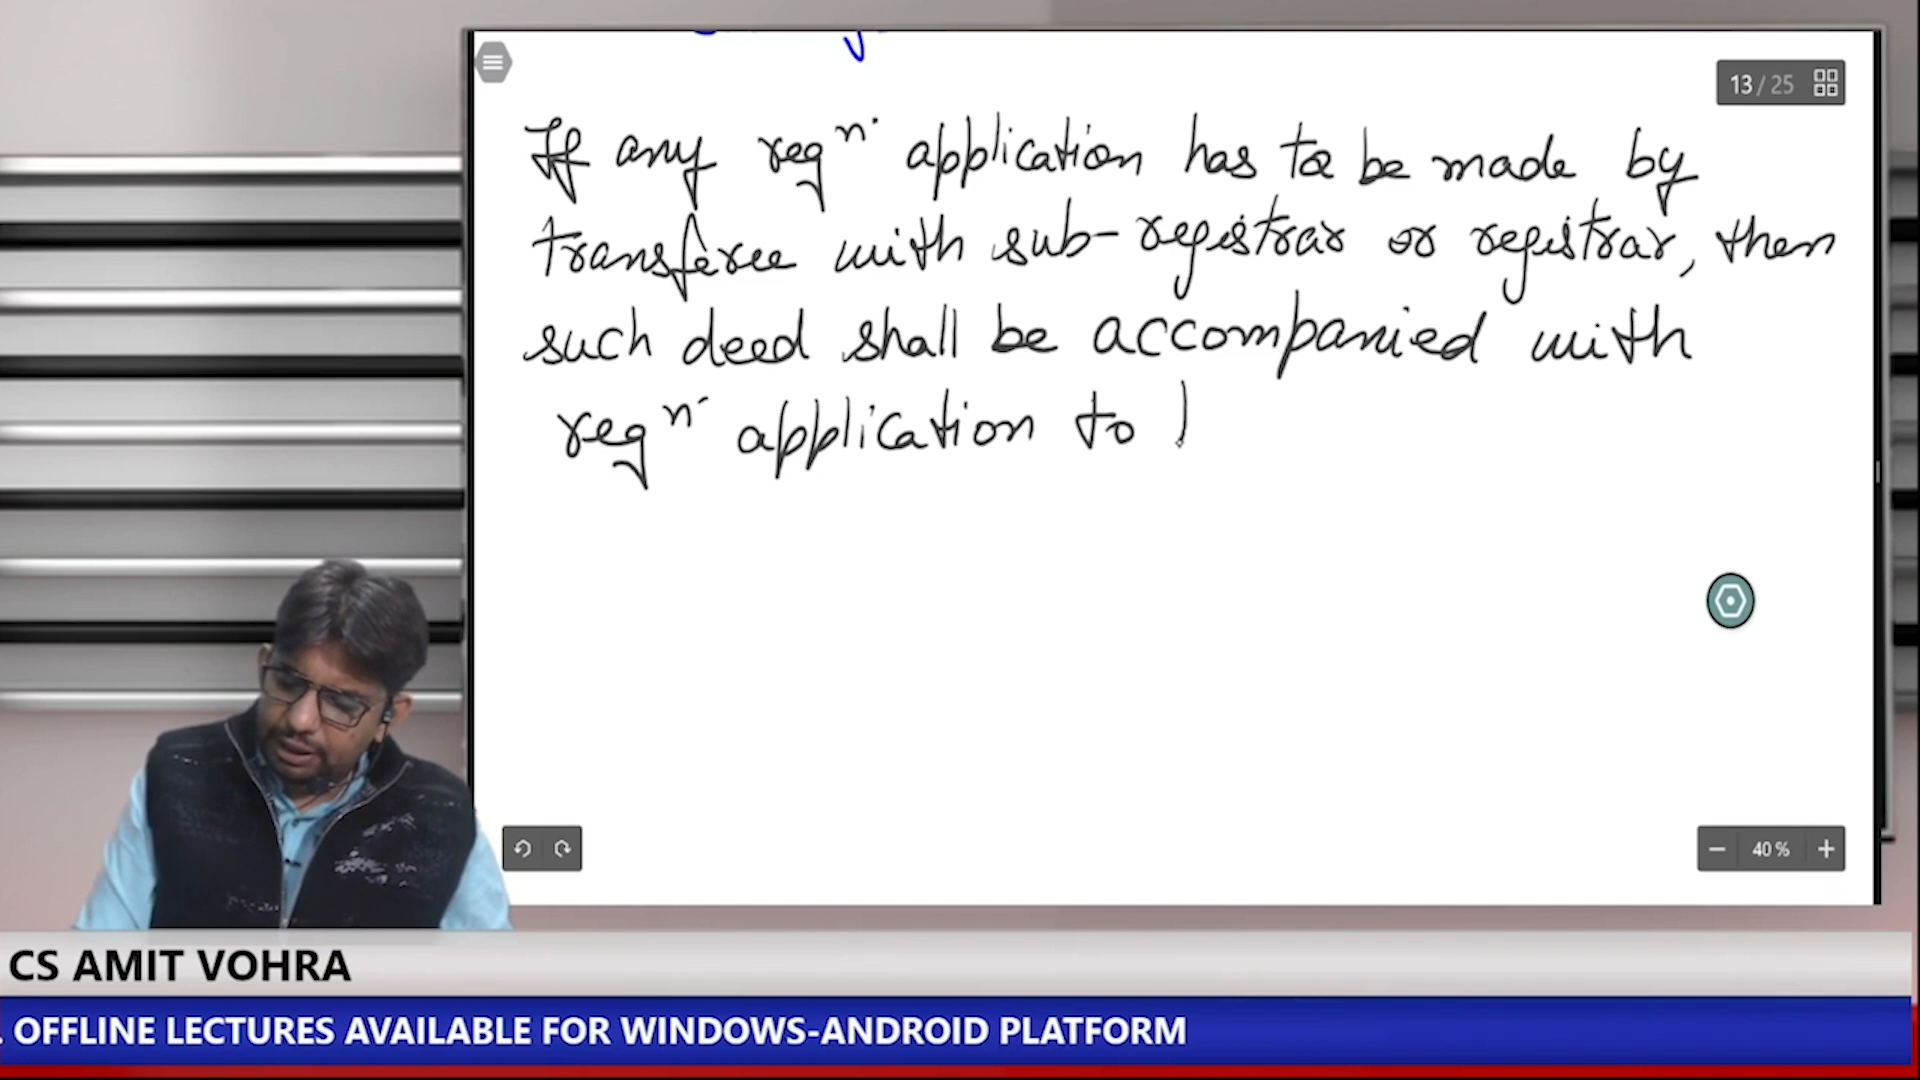 13 / 25
If any regn. application has to be made by
transferee with sub-registrar or registrar, then
such deed shall be accompanied with
regn. application to
40 %
CS AMIT VOHRA
. OFFLINE LECTURES AVAILABLE FOR WINDOWS-ANDROID PLATFORM